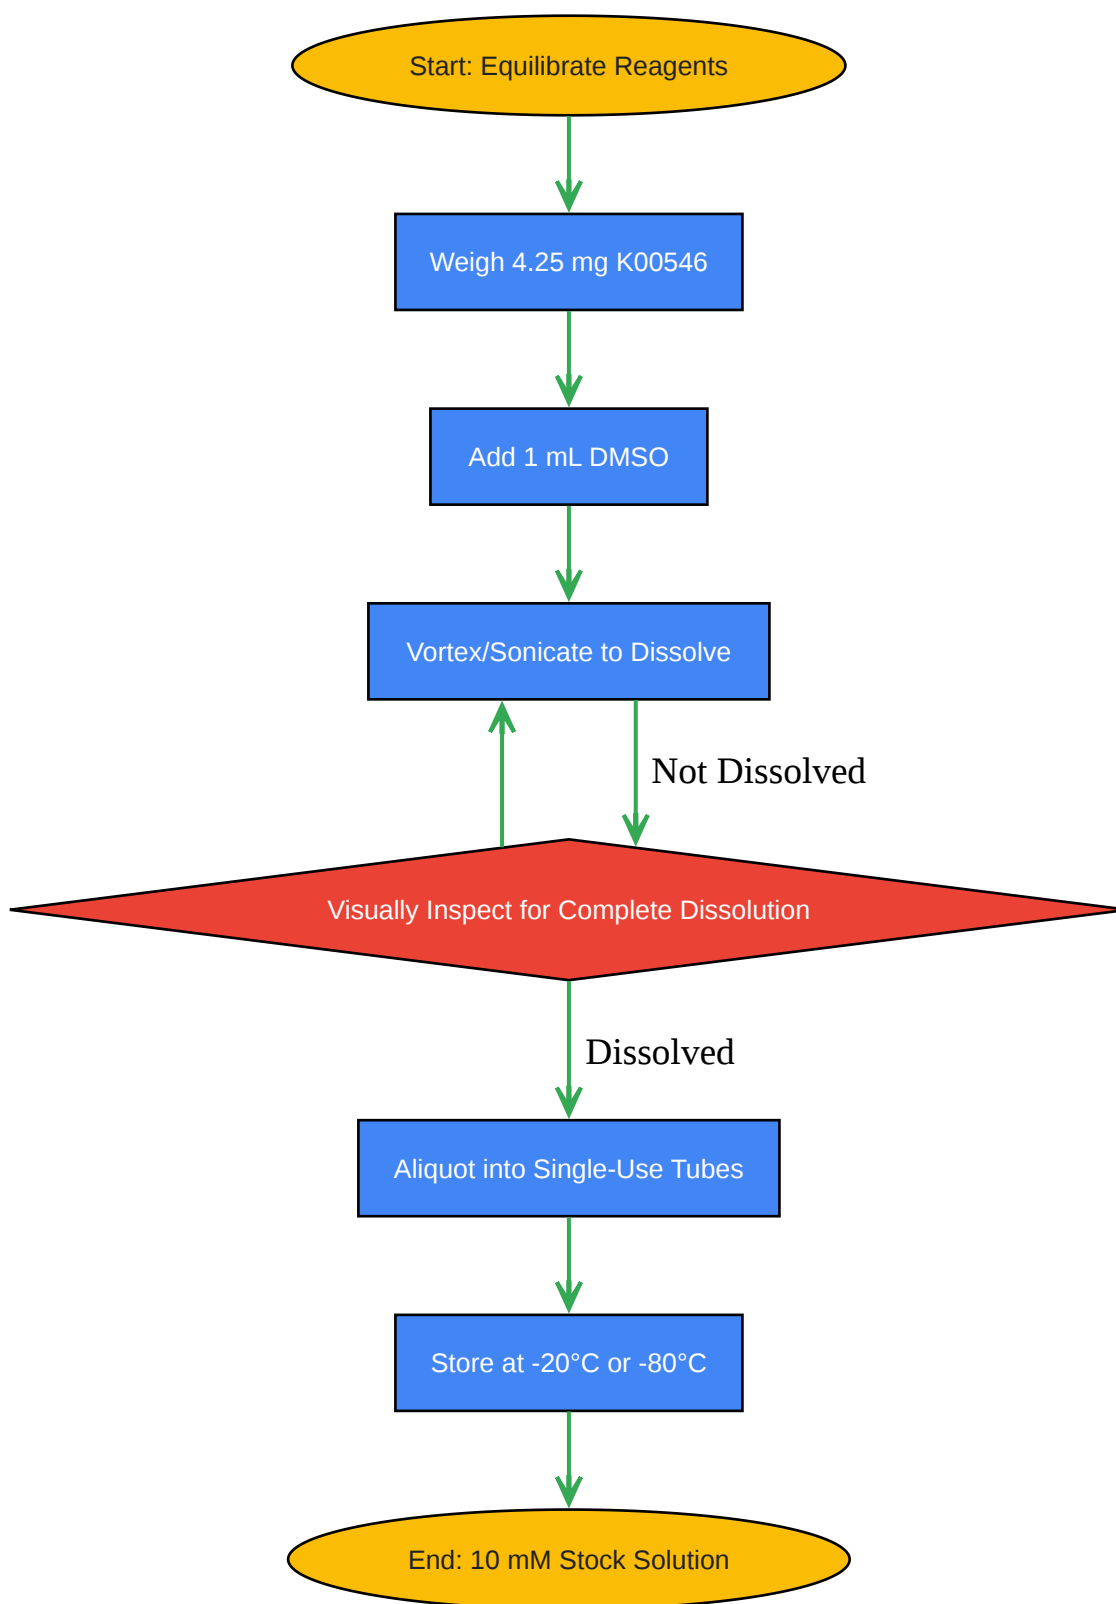 Start: Equilibrate Reagents
Weigh 4.25 mg K00546
Add 1 mL DMSO
Vortex/Sonicate to Dissolve
Not Dissolved
Visually Inspect for Complete Dissolution
Dissolved
Aliquot into Single-Use Tubes
Store at -20°C or -80°C
End: 10 mM Stock Solution